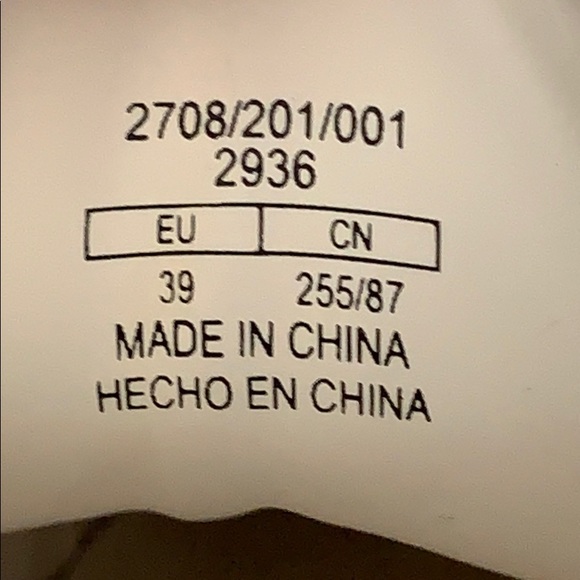 2708/201/001
2936
EU CN
39 255/87
MADE IN CHINA
HECHO EN CHINA